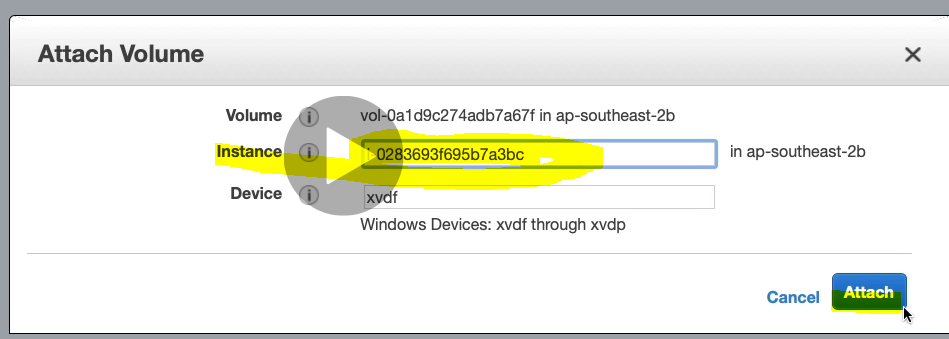 Attach Volume
Volume vol-0a1d9c274adb7a67f in ap-southeast-2b
Instance i-0283693f695b7a3bc in ap-southeast-2b
Device xvdf
Windows Devices: xvdf through xvdp
Cancel Attach